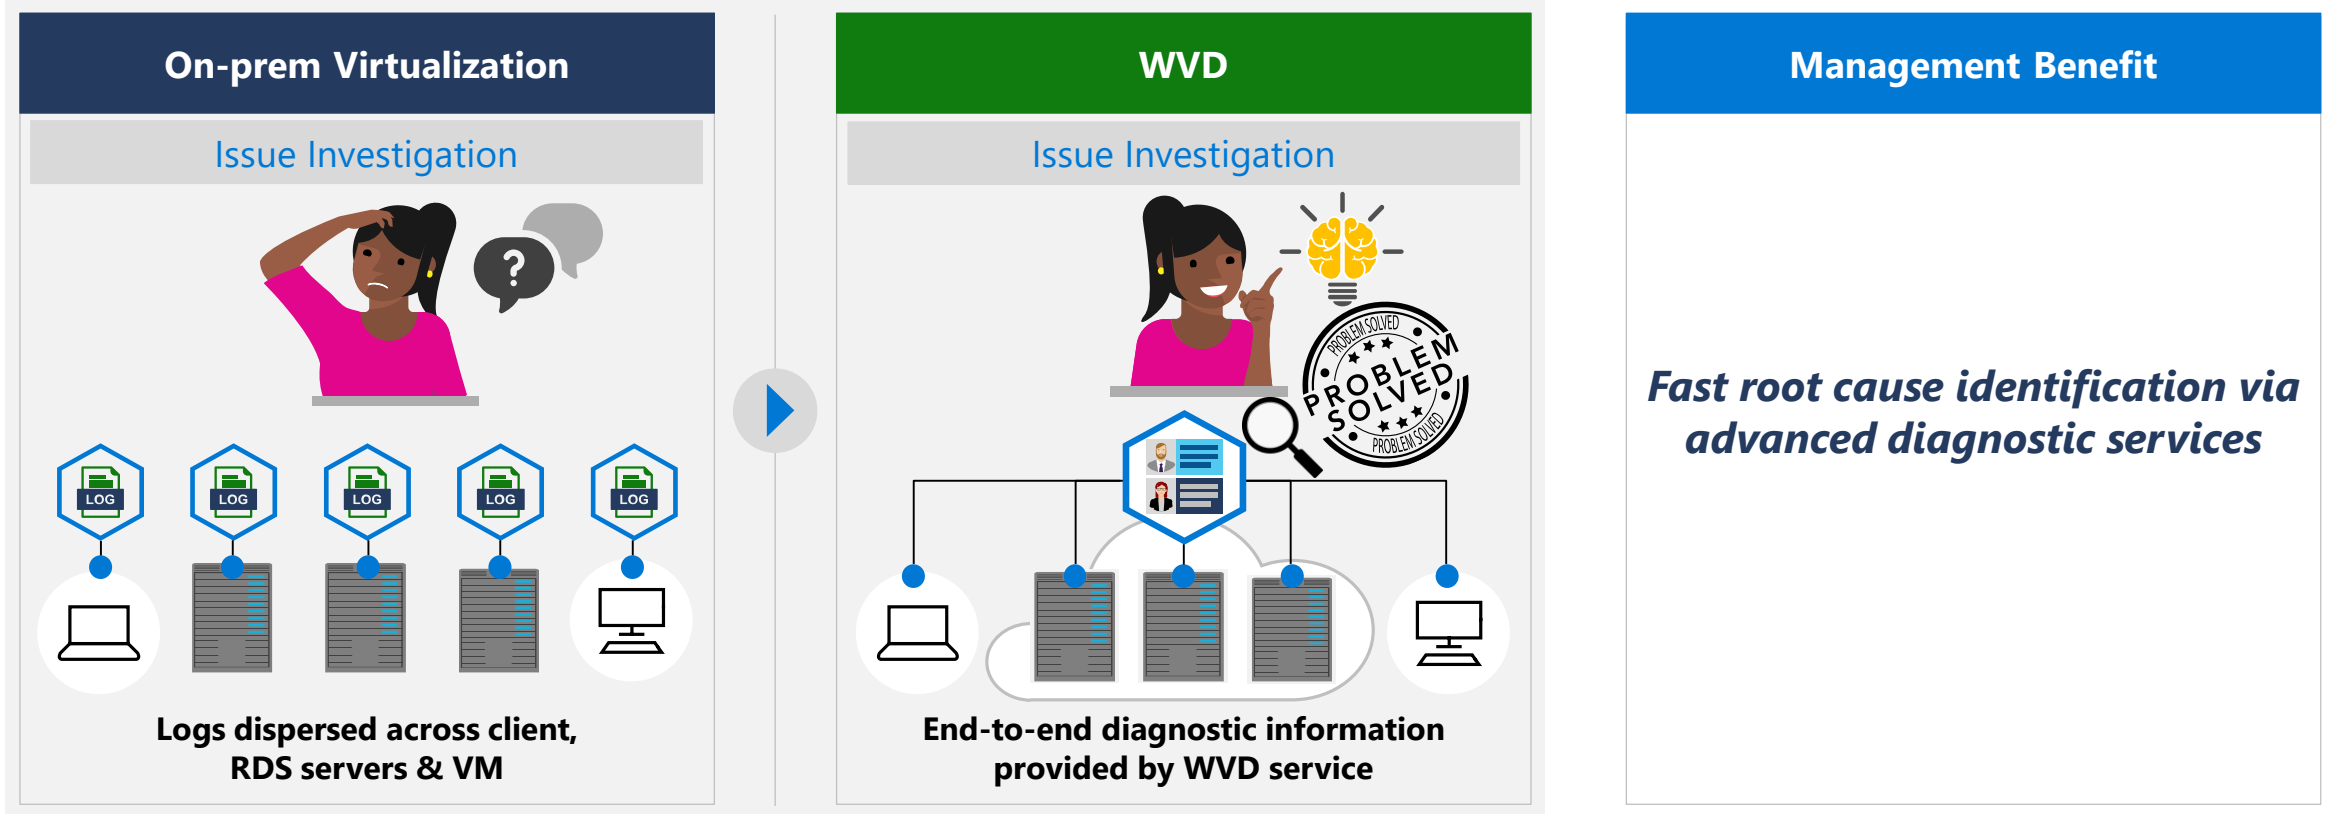 On-prem Virtualization
Issue Investigation
?
LOG
LOG
LOG
LOG
LOG
Logs dispersed across client,
RDS servers & VM
WVD
Issue Investigation
PROBLEM SOLVED
PROBLEM
SOLVED
PROBLEM SOLVED
End-to-end diagnostic information
provided by WVD service
Management Benefit
Fast root cause identification via
advanced diagnostic services